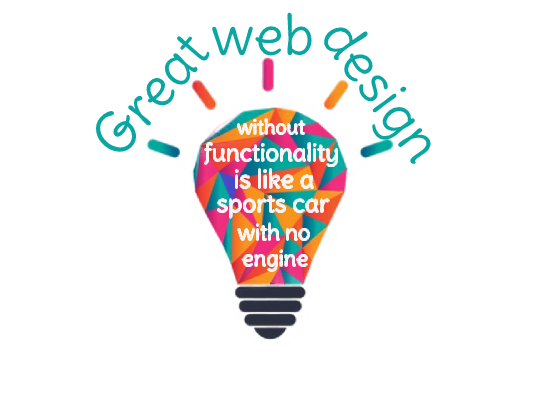 Great web design
without
functionality
is like a
sports car
with no
engine